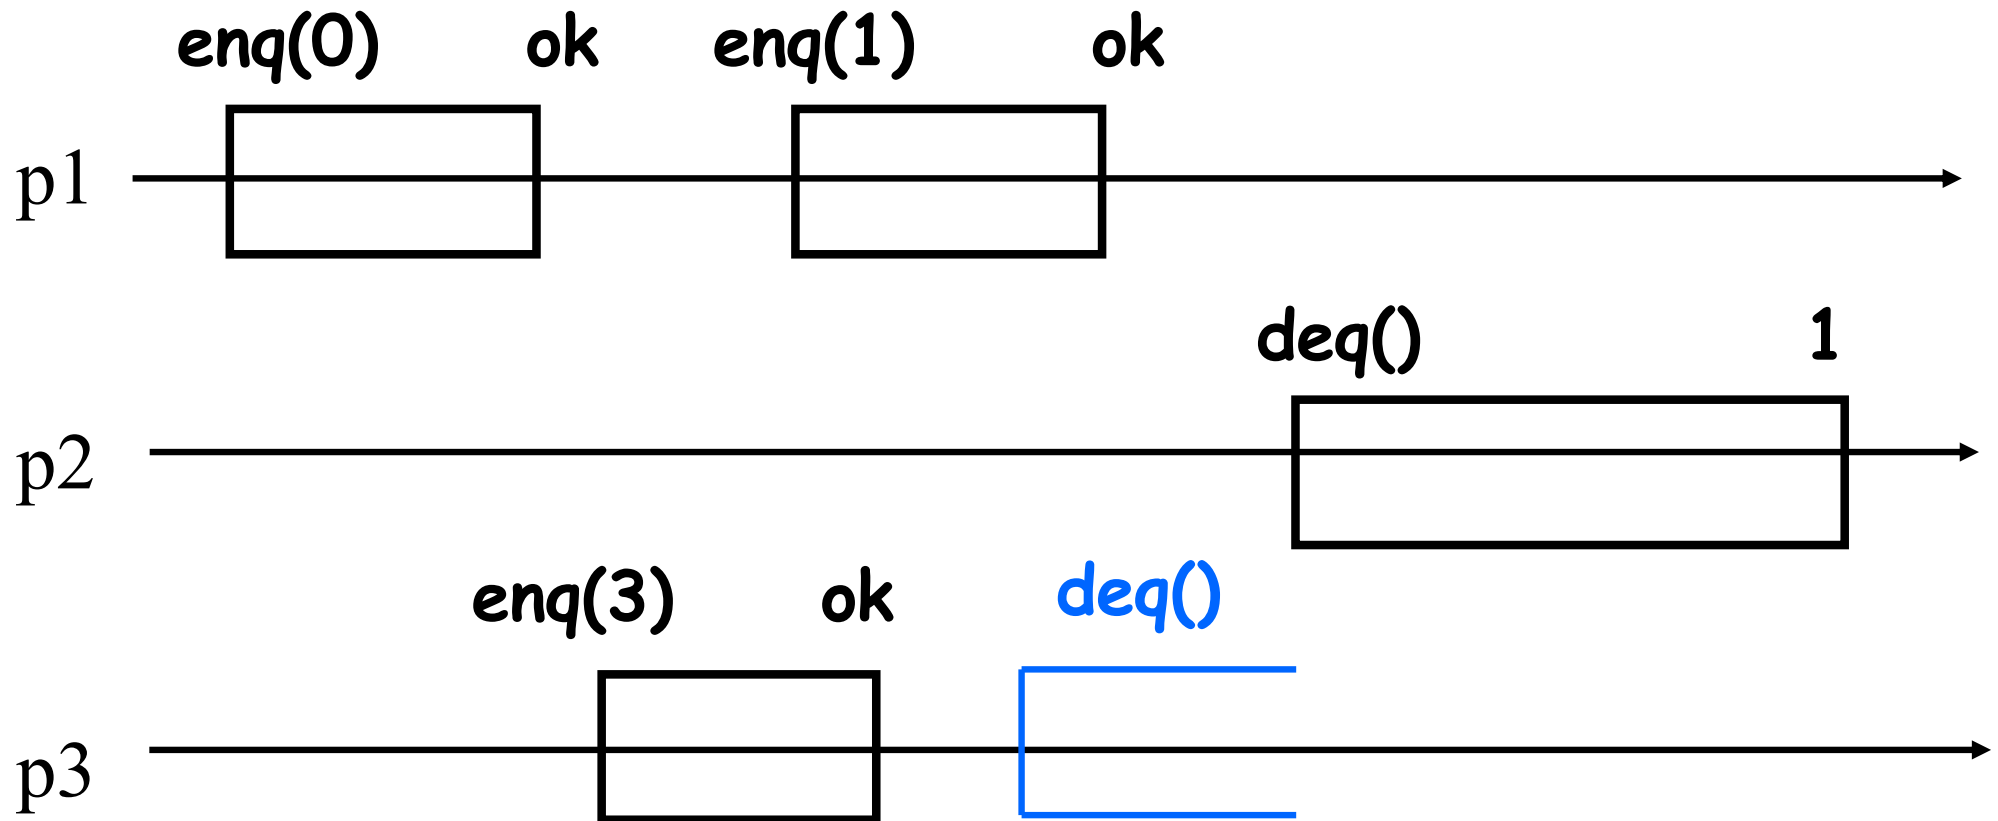 enq(0) ok enq(1) ok
p1
deq() 1
p2
enq(3) ok deq()
p3